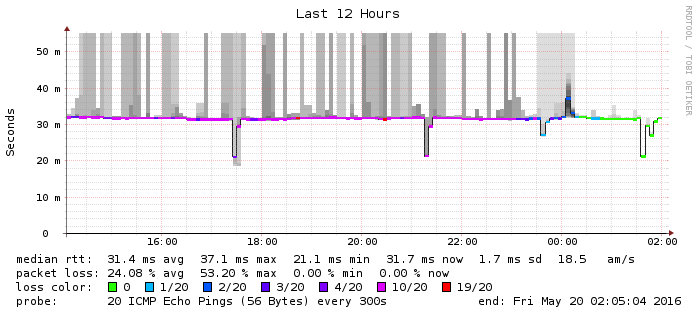 Last 12 Hours
RRDTOOL / TOBI OETIKER
Seconds
50 m
40 m
30 m
20 m
10 m
0
16:00 18:00 20:00 22:00 00:00 02:00
median rtt: 31.4 ms avg 37.1 ms max 21.1 ms min 31.7 ms now 1.7 ms sd 18.5 am/s
packet loss: 24.08 % avg 53.20 % max 0.00 % min 0.00 % now
loss color: 0 1/20 2/20 3/20 4/20 10/20 19/20
probe: 20 ICMP Echo Pings (56 Bytes) every 300s end: Fri May 20 02:05:04 2016